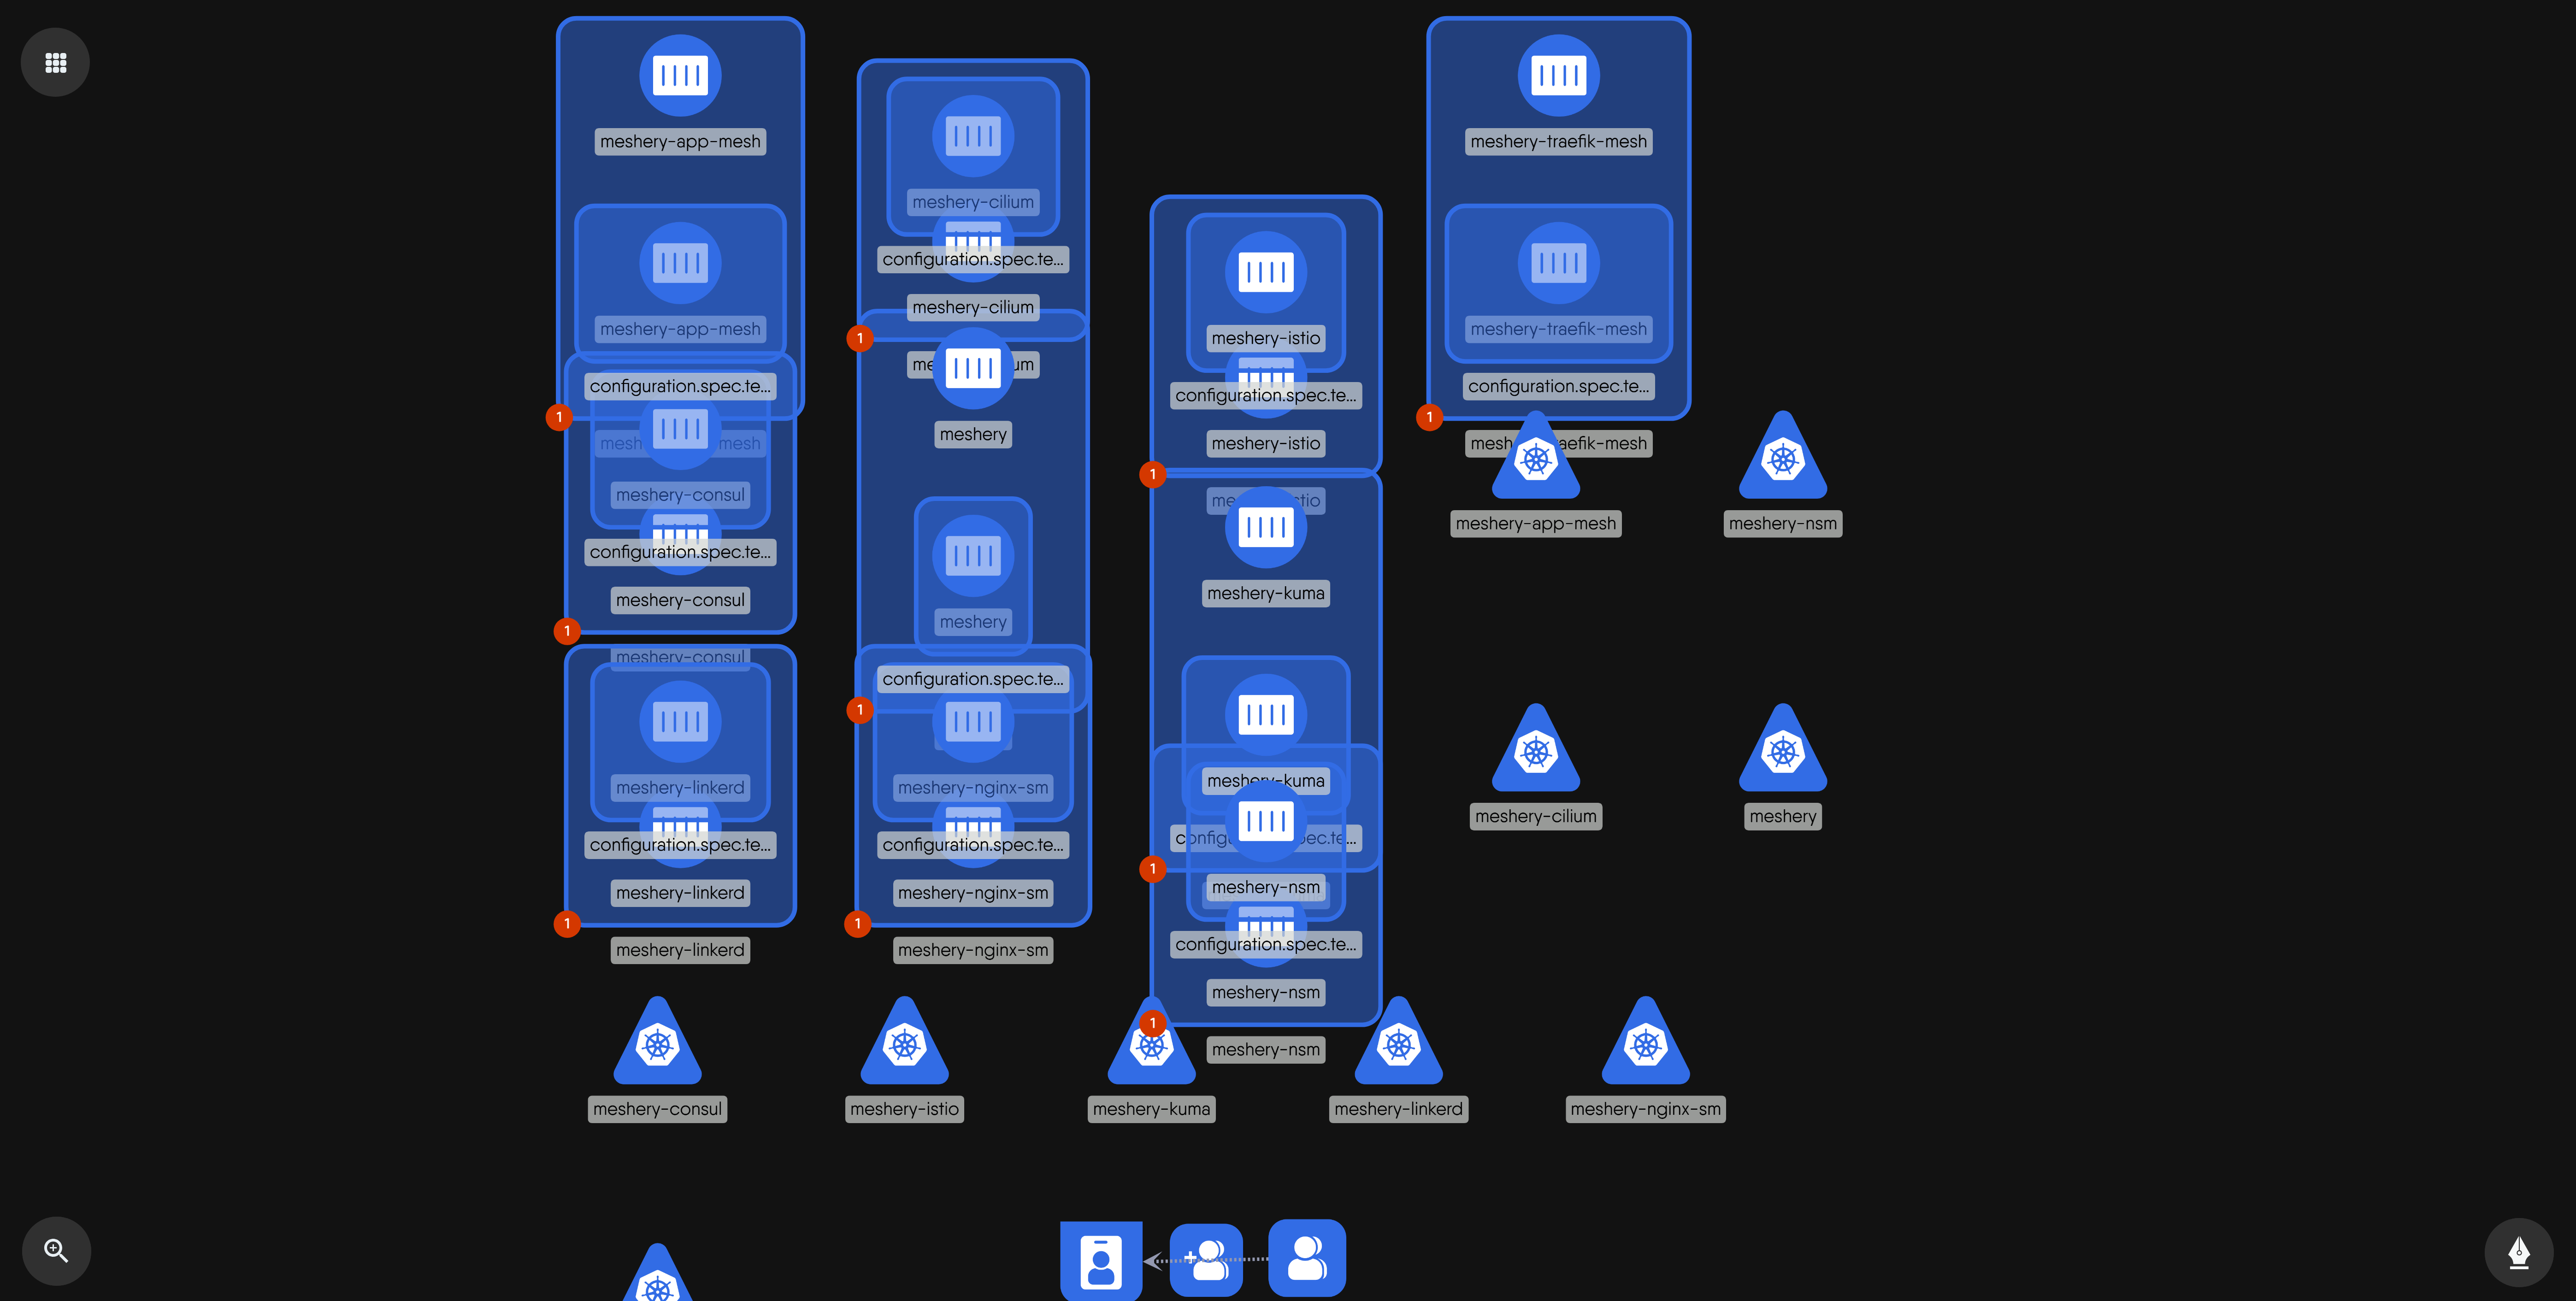 meshery-app-mesh
meshery-app-mesh
configuration.spec.te...
mesh mesh
1
meshery-consul
configuration.spec.te...
meshery-consul
1
meshery-consul
meshery-linkerd
configuration.spec.te...
meshery-linkerd
1
meshery-linkerd
meshery-cilium
configuration.spec.te...
meshery-cilium
1
me um
meshery
meshery
configuration.spec.te...
1
meshery-nginx-sm
configuration.spec.te...
meshery-nginx-sm
1
meshery-nginx-sm
meshery-istio
configuration.spec.te...
meshery-istio
1
me stio
meshery-kuma
meshery-kuma
config pec.te...
1
meshery-nsm
configuration.spec.te...
meshery-nsm
1
meshery-nsm
meshery-traefik-mesh
meshery-traefik-mesh
configuration.spec.te...
1
mesh aefik-mesh
meshery-app-mesh
meshery-nsm
meshery-cilium
meshery
meshery-consul
meshery-istio
meshery-kuma
meshery-linkerd
meshery-nginx-sm